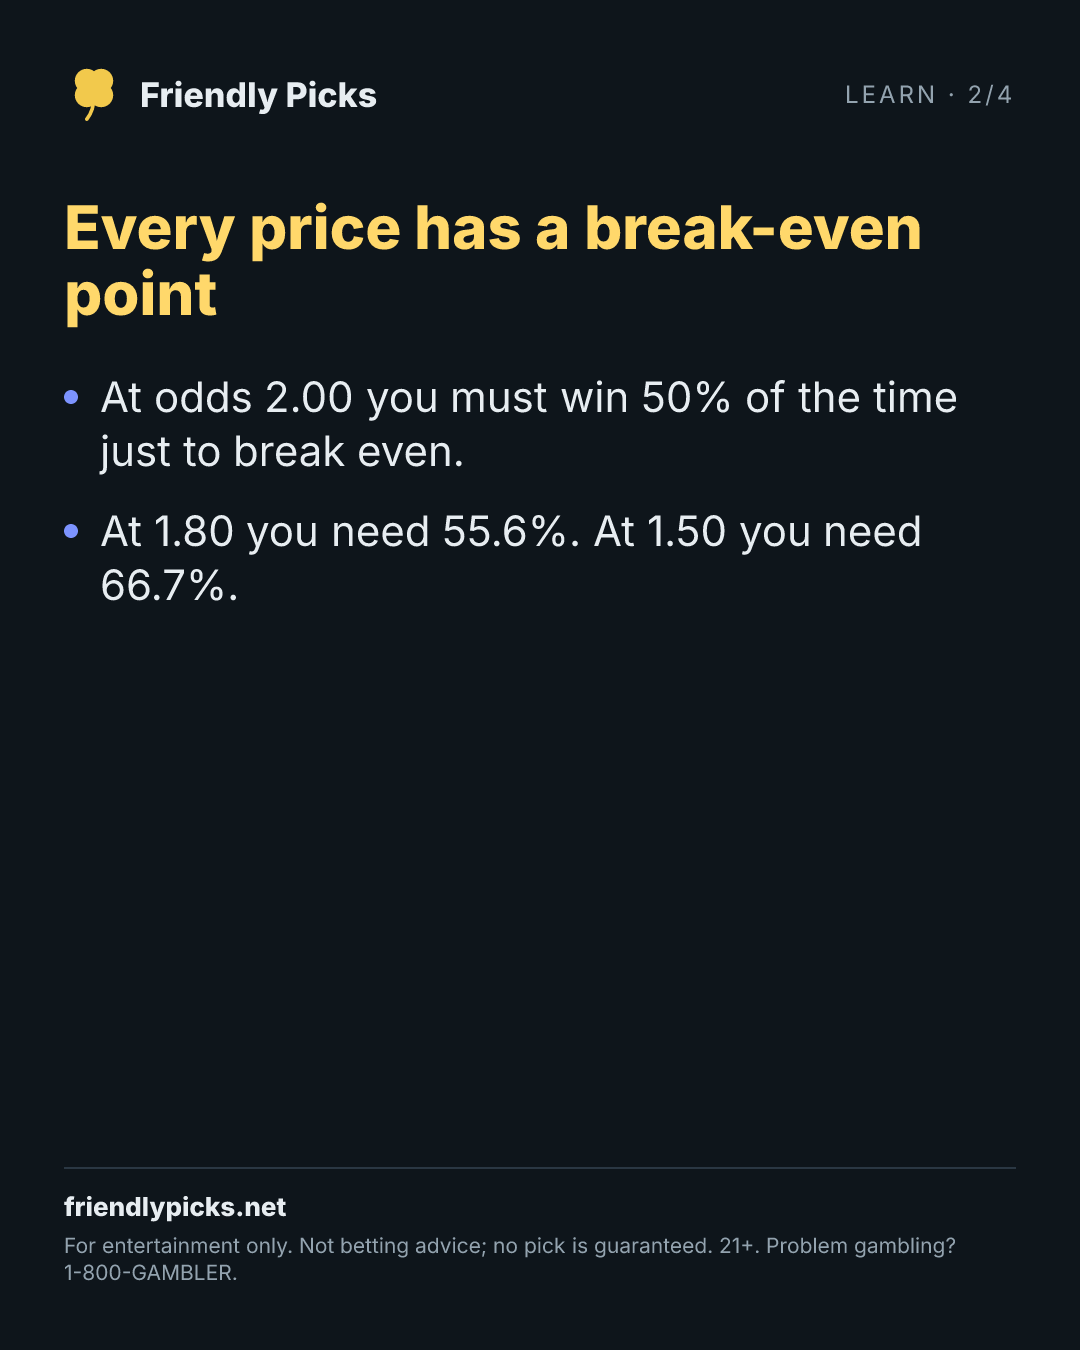 Friendly Picks
LEARN · 2/4
Every price has a break-even
point
• At odds 2.00 you must win 50% of the time
just to break even.
• At 1.80 you need 55.6%. At 1.50 you need
66.7%.
friendlypicks.net
For entertainment only. Not betting advice; no pick is guaranteed. 21+. Problem gambling?
1-800-GAMBLER.